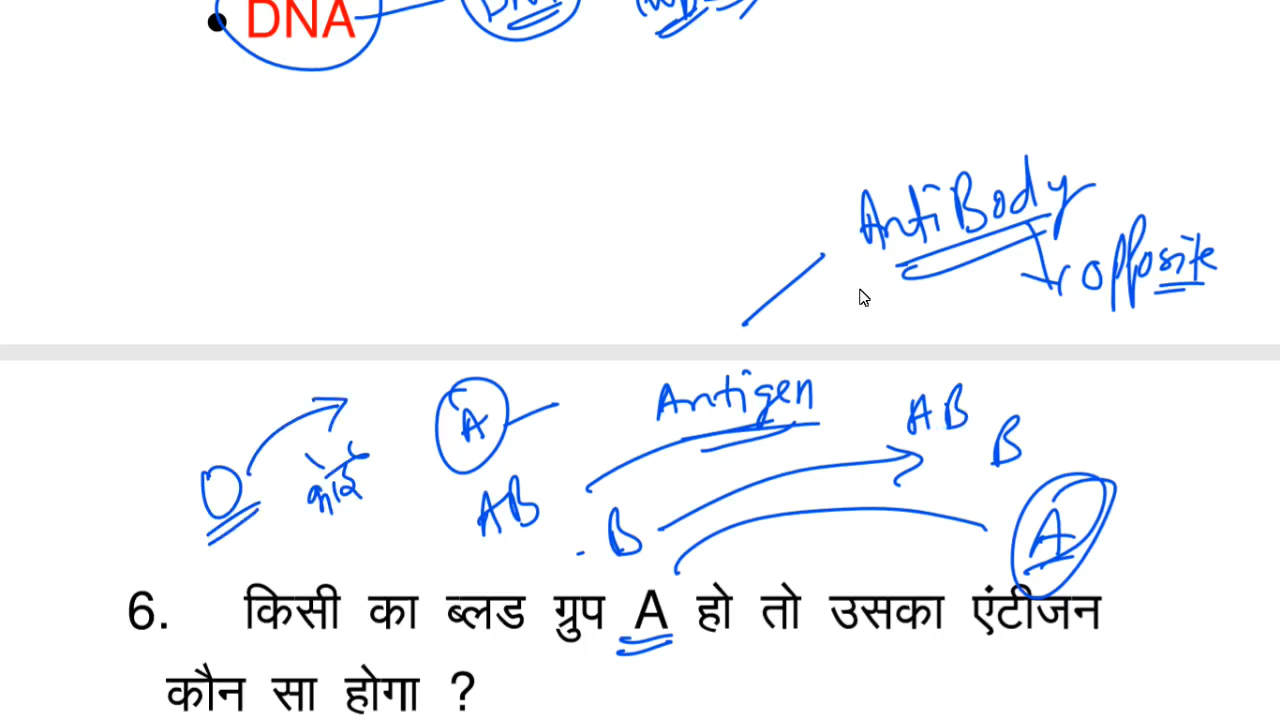 • DNA
AntiBody
opposite
Antigen
A
AB
B
O
AB
B
A
6. किसी का ब्लड ग्रुप A हो तो उसका एंटीजन
कौन सा होगा ?